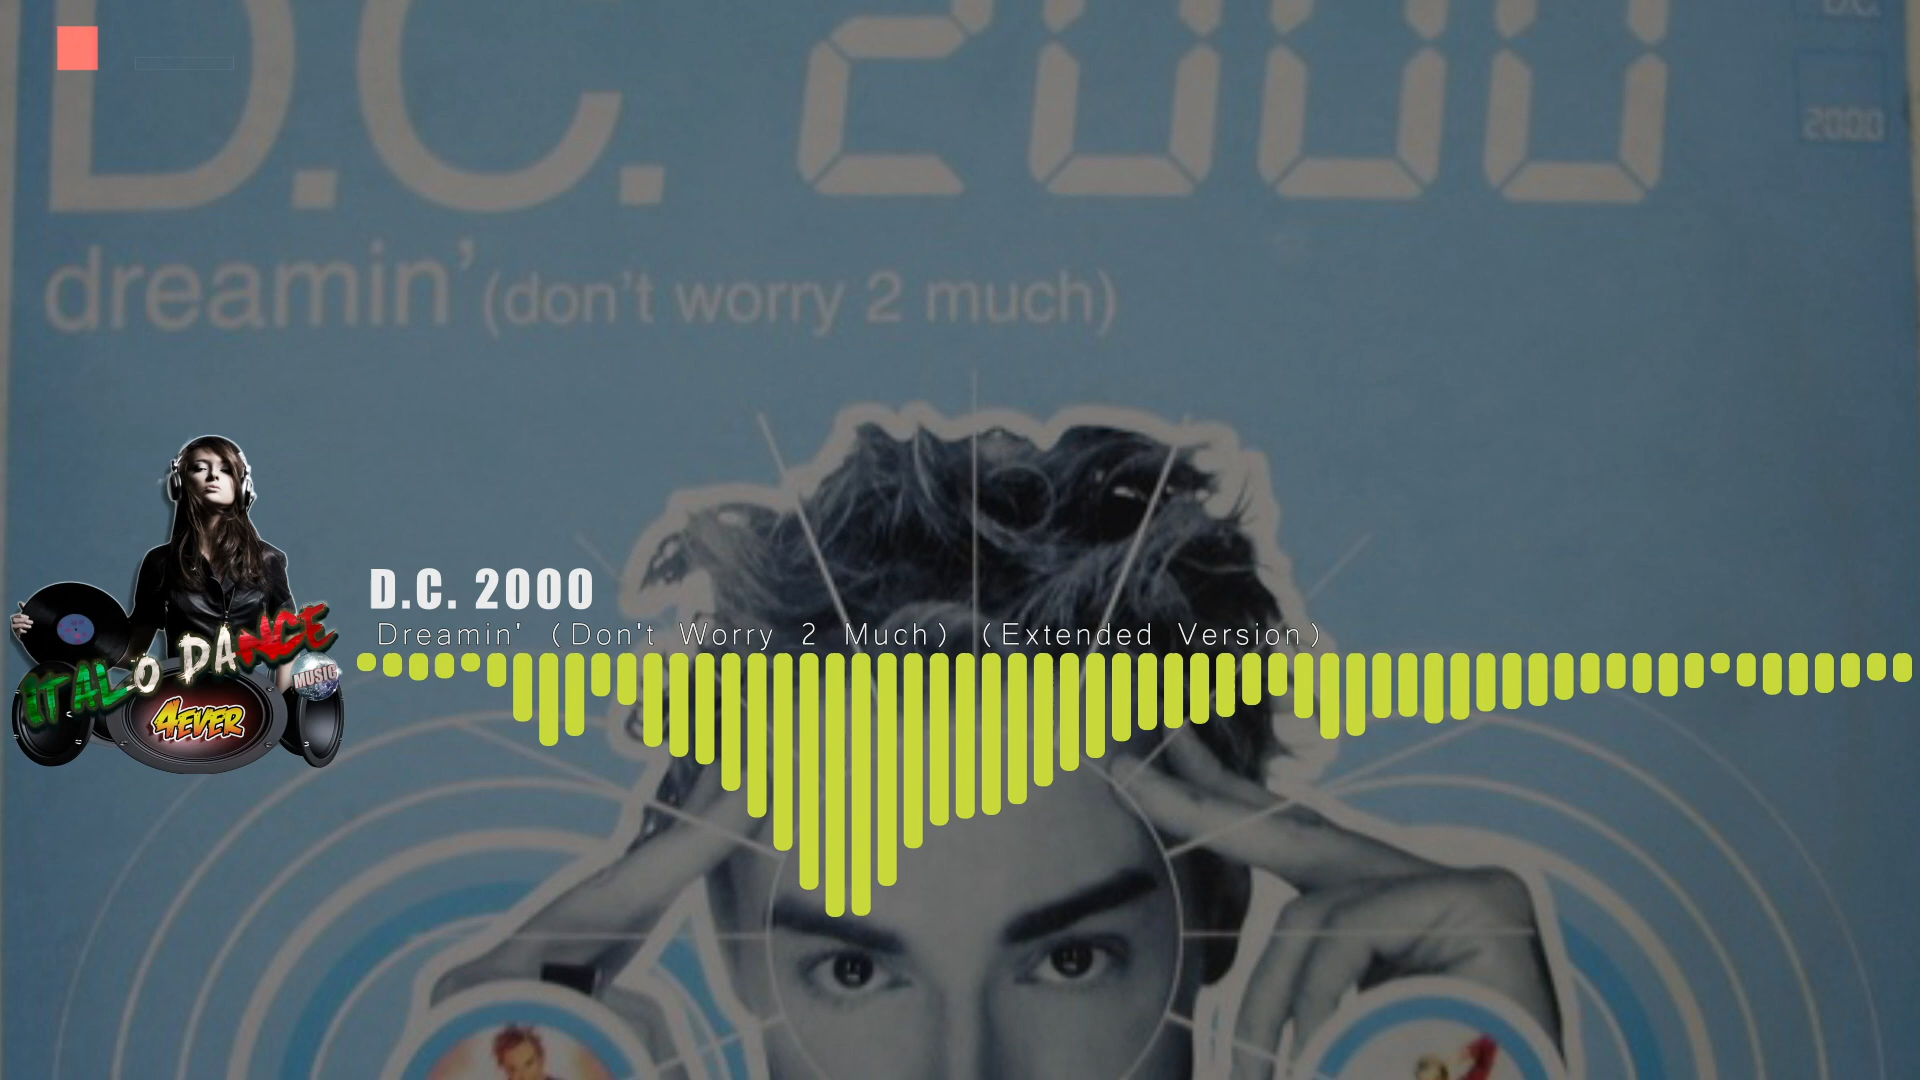 D.C. 2000
D.C.
2000
dreamin' (don't worry 2 much)
D.C. 2000
Dreamin' (Don't Worry 2 Much) (Extended Version)
ITALO DANCE
MUSIC
4EVER